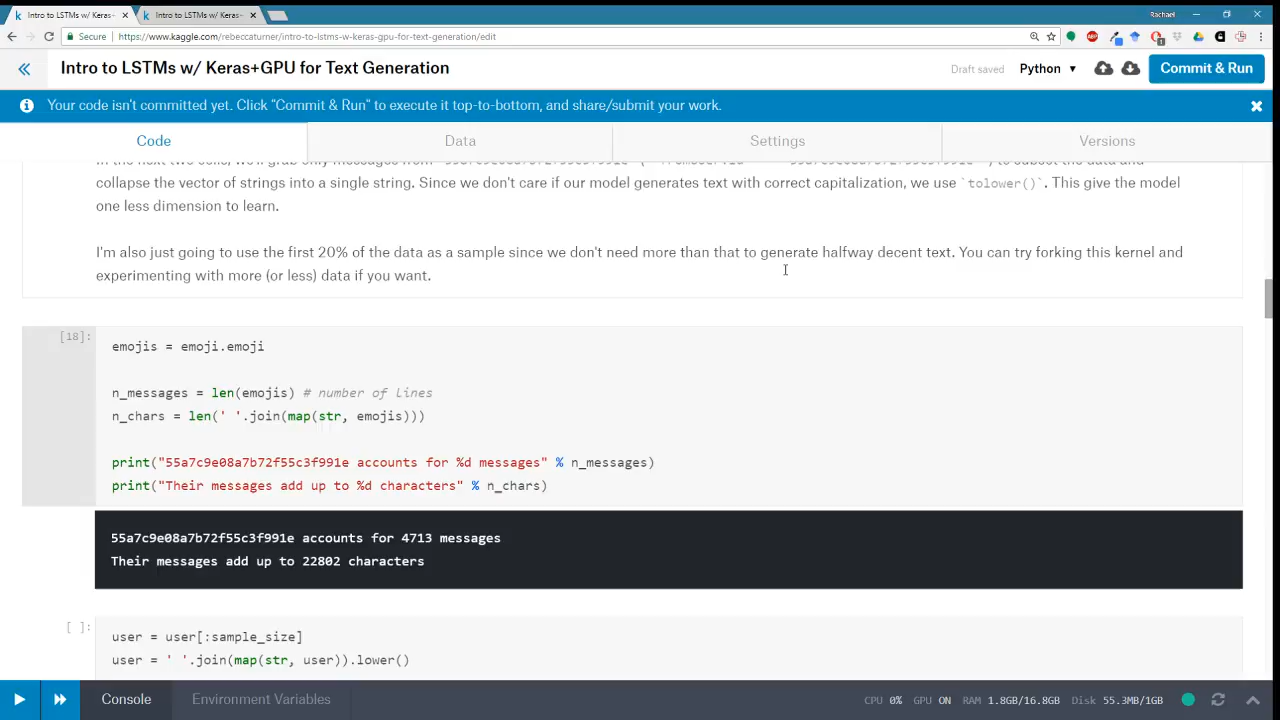 Intro to LSTMs w/ Keras+
Intro to LSTMs w/ Keras+
Rachael
Secure
https://www.kaggle.com/rebeccaturner/intro-to-lstms-w-keras-gpu-for-text-generation/edit
Intro to LSTMs w/ Keras+GPU for Text Generation
Draft saved
Python
Commit & Run
Your code isn't committed yet. Click "Commit & Run" to execute it top-to-bottom, and share/submit your work.
Code
Data
Settings
Versions
to subset the data and
collapse the vector of strings into a single string. Since we don't care if our model generates text with correct capitalization, we use `tolower()`. This give the model
one less dimension to learn.
I'm also just going to use the first 20% of the data as a sample since we don't need more than that to generate halfway decent text. You can try forking this kernel and
experimenting with more (or less) data if you want.
[18]:
emojis = emoji.emoji
n_messages = len(emojis) # number of lines
n_chars = len(' '.join(map(str, emojis)))
print("55a7c9e08a7b72f55c3f991e accounts for %d messages" % n_messages)
print("Their messages add up to %d characters" % n_chars)
55a7c9e08a7b72f55c3f991e accounts for 4713 messages
Their messages add up to 22802 characters
[ ]:
user = user[:sample_size]
user = ' '.join(map(str, user)).lower()
Console
Environment Variables
CPU 0% GPU ON RAM 1.8GB/16.8GB Disk 55.3MB/1GB